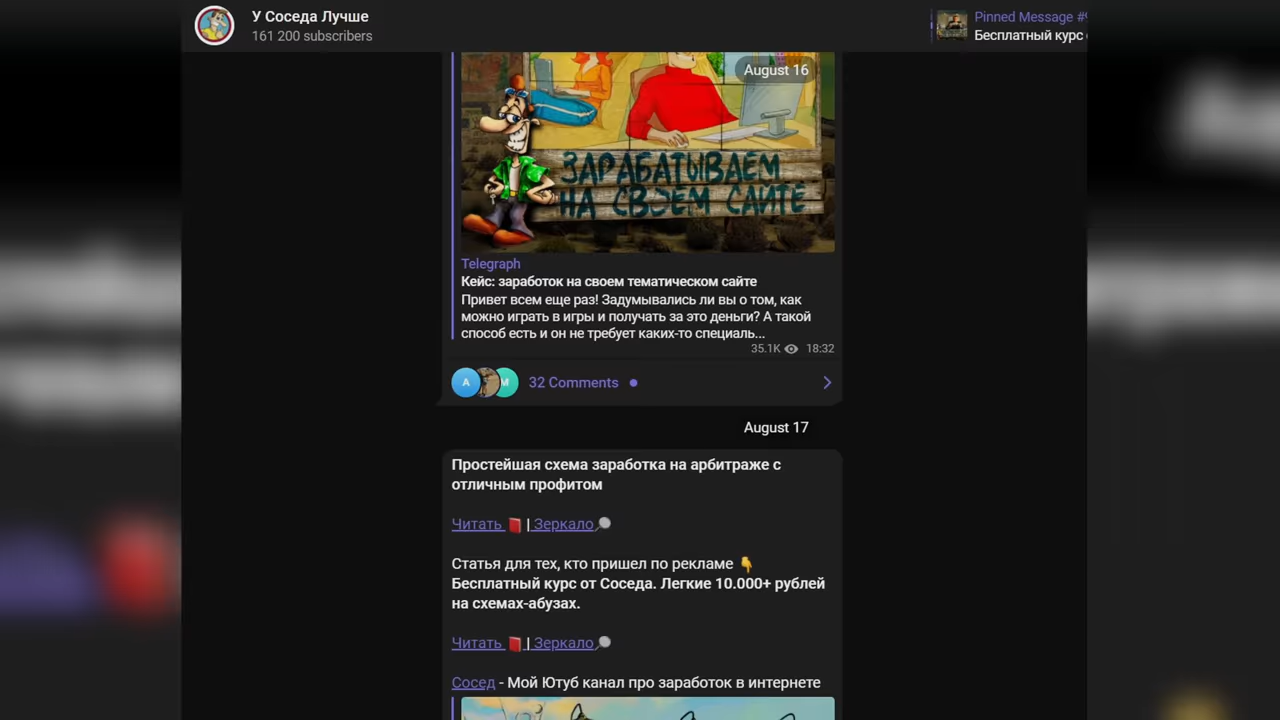 У Соседа Лучше
161 200 subscribers
Pinned Message #9
Бесплатный курс
August 16
ЗАРАБАТЫВАЕМ
НА СВОЕМ САЙТЕ
Telegraph
Кейс: заработок на своем тематическом сайте
Привет всем еще раз! Задумывались ли вы о том, как
можно играть в игры и получать за это деньги? А такой
способ есть и он не требует каких-то специаль...
35.1K 18:32
A M
32 Comments
August 17
Простейшая схема заработка на арбитраже с
отличным профитом
Читать 📕 | Зеркало🔎
Статья для тех, кто пришел по рекламе 👇
Бесплатный курс от Соседа. Легкие 10.000+ рублей
на схемах-абузах.
Читать 📕 | Зеркало🔎
Сосед - Мой Ютуб канал про заработок в интернете